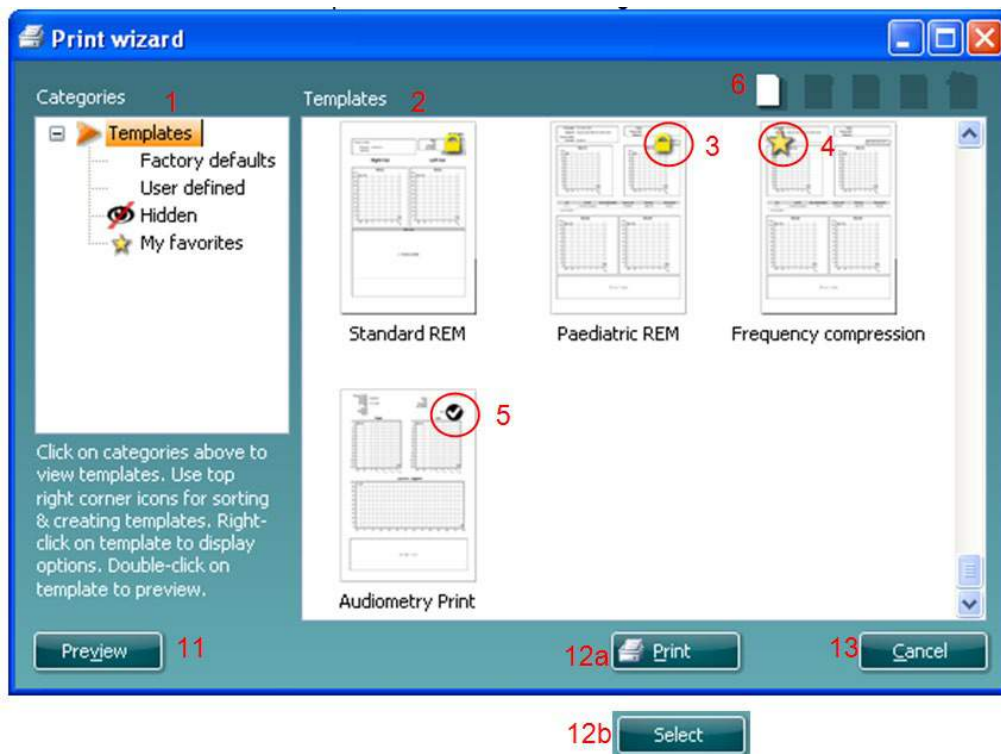 Print wizard
Categories 1
Templates 2
6
Templates
Factory defaults
User defined
Hidden
My favorites
3
4
Standard REM
Paediatric REM
Frequency compression
5
Audiometry Print
Click on categories above to
view templates. Use top
right corner icons for sorting
& creating templates. Right-
click on template to display
options. Double-click on
template to preview.
Preview 11
12a Print
13 Cancel
12b Select